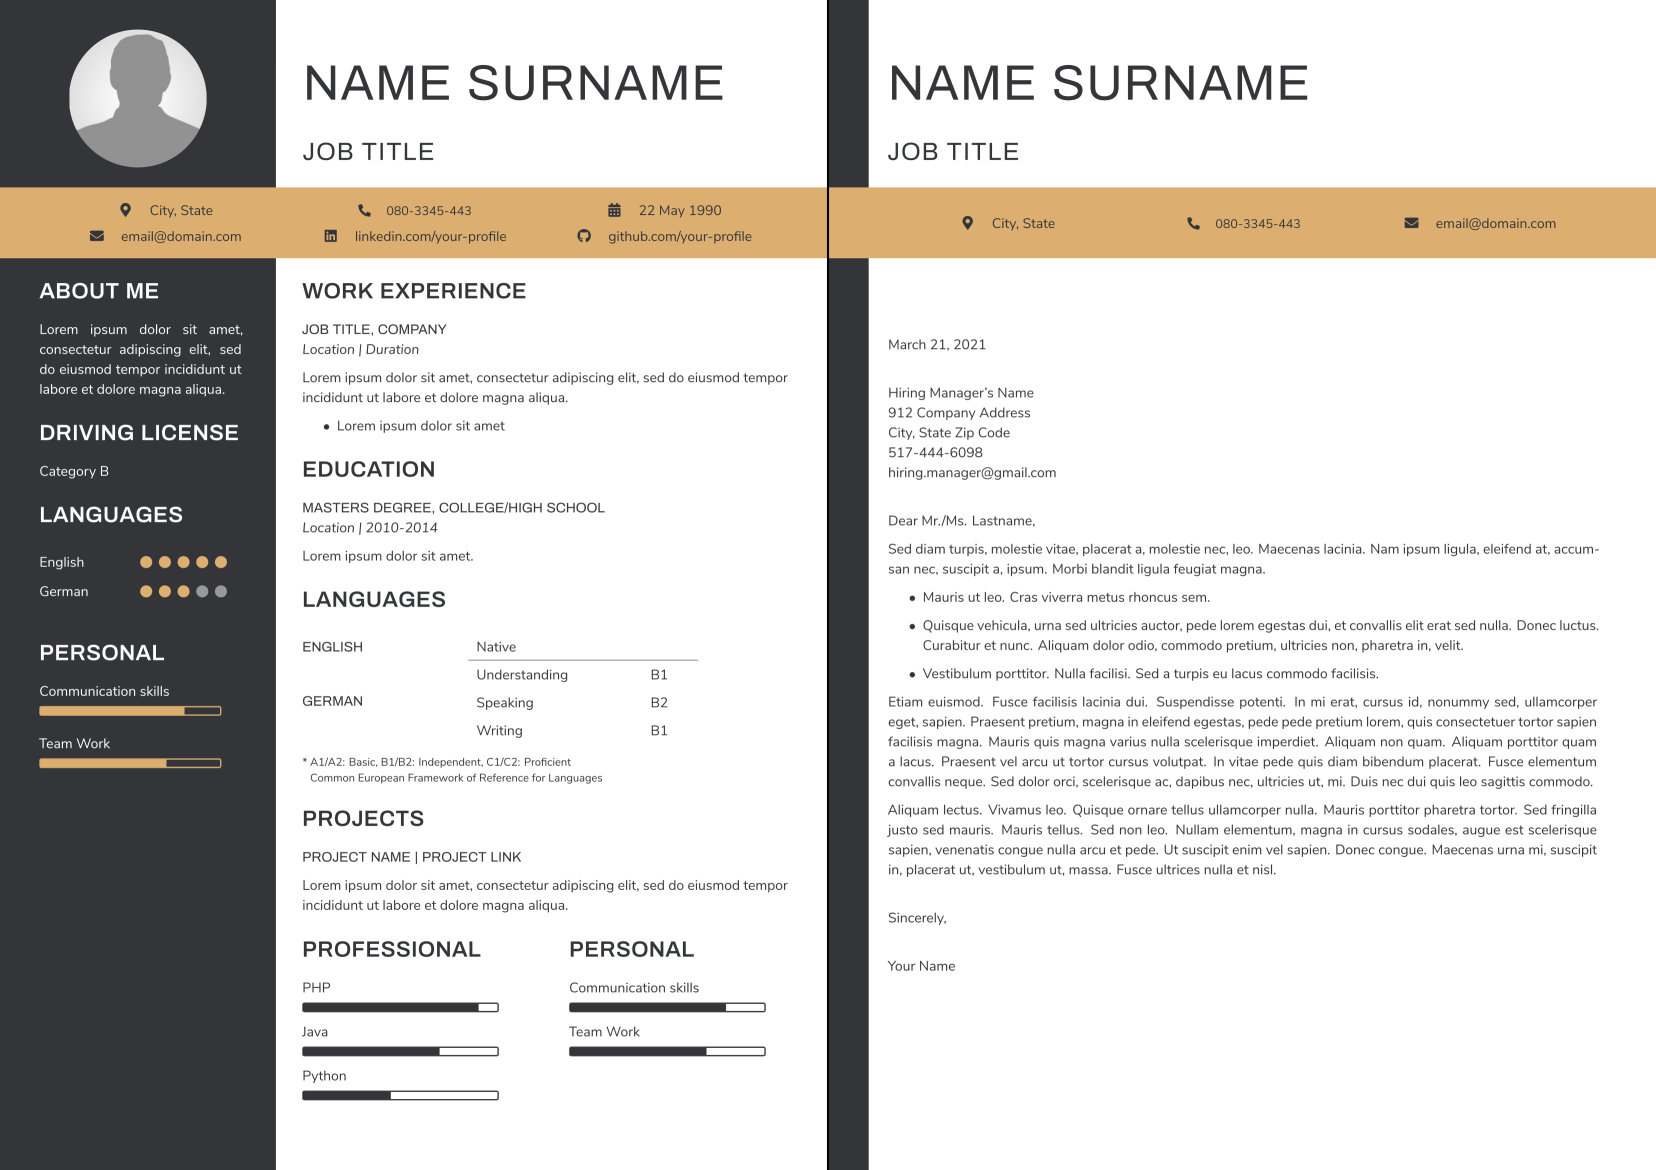 NAME SURNAME
JOB TITLE
City, State
080-3345-443
22 May 1990
email@domain.com
linkedin.com/your-profile
github.com/your-profile
ABOUT ME
Lorem ipsum dolor sit amet,
consectetur adipiscing elit, sed
do eiusmod tempor incididunt ut
labore et dolore magna aliqua.
DRIVING LICENSE
Category B
LANGUAGES
English
German
PERSONAL
Communication skills
Team Work
WORK EXPERIENCE
JOB TITLE, COMPANY
Location | Duration
Lorem ipsum dolor sit amet, consectetur adipiscing elit, sed do eiusmod tempor
incididunt ut labore et dolore magna aliqua.
• Lorem ipsum dolor sit amet
EDUCATION
MASTERS DEGREE, COLLEGE/HIGH SCHOOL
Location | 2010-2014
Lorem ipsum dolor sit amet.
LANGUAGES
ENGLISH Native
Understanding B1
GERMAN Speaking B2
Writing B1
* A1/A2: Basic, B1/B2: Independent, C1/C2: Proficient
Common European Framework of Reference for Languages
PROJECTS
PROJECT NAME | PROJECT LINK
Lorem ipsum dolor sit amet, consectetur adipiscing elit, sed do eiusmod tempor
incididunt ut labore et dolore magna aliqua.
PROFESSIONAL
PHP
Java
Python
PERSONAL
Communication skills
Team Work
NAME SURNAME
JOB TITLE
City, State
080-3345-443
email@domain.com
March 21, 2021
Hiring Manager’s Name
912 Company Address
City, State Zip Code
517-444-6098
hiring.manager@gmail.com
Dear Mr./Ms. Lastname,
Sed diam turpis, molestie vitae, placerat a, molestie nec, leo. Maecenas lacinia. Nam ipsum ligula, eleifend at, accum-
san nec, suscipit a, ipsum. Morbi blandit ligula feugiat magna.
• Mauris ut leo. Cras viverra metus rhoncus sem.
• Quisque vehicula, urna sed ultricies auctor, pede lorem egestas dui, et convallis elit erat sed nulla. Donec luctus.
Curabitur et nunc. Aliquam dolor odio, commodo pretium, ultricies non, pharetra in, velit.
• Vestibulum porttitor. Nulla facilisi. Sed a turpis eu lacus commodo facilisis.
Etiam euismod. Fusce facilisis lacinia dui. Suspendisse potenti. In mi erat, cursus id, nonummy sed, ullamcorper
eget, sapien. Praesent pretium, magna in eleifend egestas, pede pede pretium lorem, quis consectetuer tortor sapien
facilisis magna. Mauris quis magna varius nulla scelerisque imperdiet. Aliquam non quam. Aliquam porttitor quam
a lacus. Praesent vel arcu ut tortor cursus volutpat. In vitae pede quis diam bibendum placerat. Fusce elementum
convallis neque. Sed dolor orci, scelerisque ac, dapibus nec, ultricies ut, mi. Duis nec dui quis leo sagittis commodo.
Aliquam lectus. Vivamus leo. Quisque ornare tellus ullamcorper nulla. Mauris porttitor pharetra tortor. Sed fringilla
justo sed mauris. Mauris tellus. Sed non leo. Nullam elementum, magna in cursus sodales, augue est scelerisque
sapien, venenatis congue nulla arcu et pede. Ut suscipit enim vel sapien. Donec congue. Maecenas urna mi, suscipit
in, placerat ut, vestibulum ut, massa. Fusce ultrices nulla et nisl.
Sincerely,
Your Name